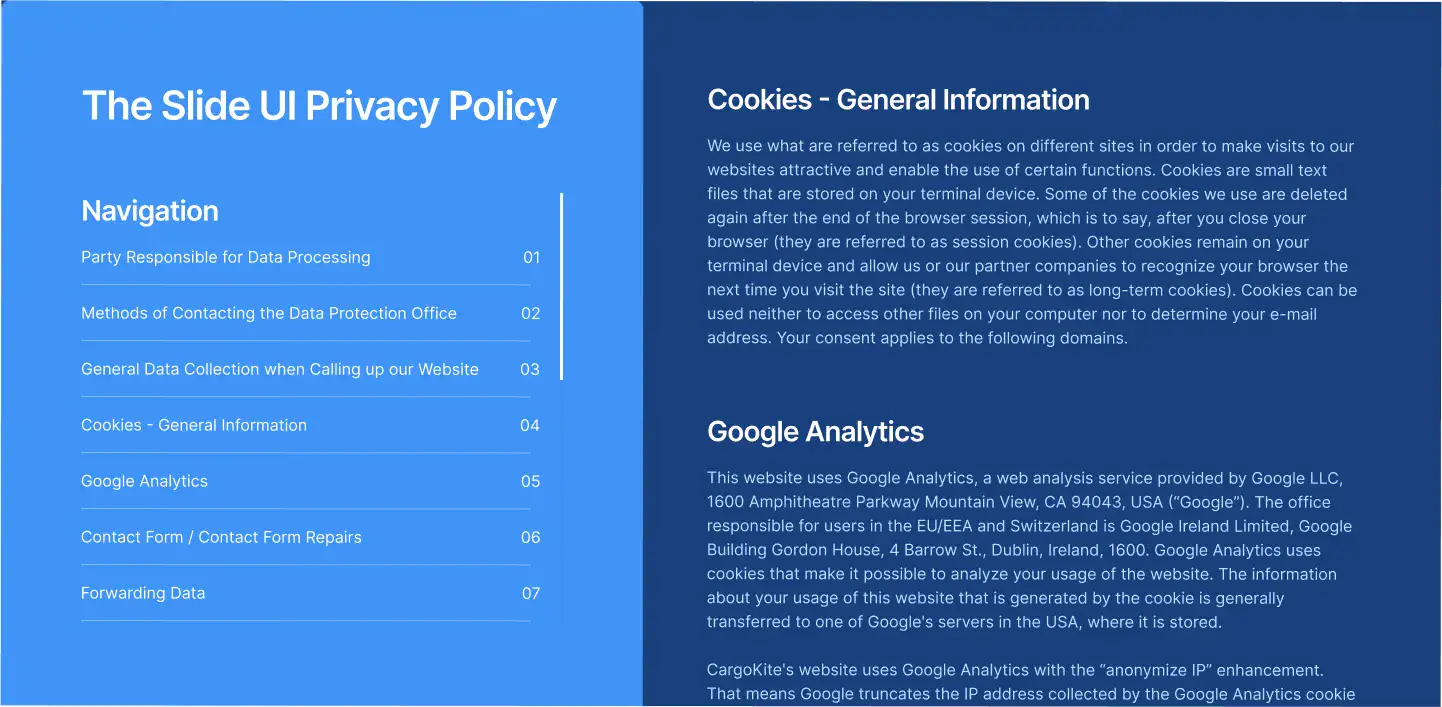 The Slide UI Privacy Policy
Navigation
Party Responsible for Data Processing 01
Methods of Contacting the Data Protection Office 02
General Data Collection when Calling up our Website 03
Cookies - General Information 04
Google Analytics 05
Contact Form / Contact Form Repairs 06
Forwarding Data 07
Cookies - General Information
We use what are referred to as cookies on different sites in order to make visits to our
websites attractive and enable the use of certain functions. Cookies are small text
files that are stored on your terminal device. Some of the cookies we use are deleted
again after the end of the browser session, which is to say, after you close your
browser (they are referred to as session cookies). Other cookies remain on your
terminal device and allow us or our partner companies to recognize your browser the
next time you visit the site (they are referred to as long-term cookies). Cookies can be
used neither to access other files on your computer nor to determine your e-mail
address. Your consent applies to the following domains.
Google Analytics
This website uses Google Analytics, a web analysis service provided by Google LLC,
1600 Amphitheatre Parkway Mountain View, CA 94043, USA (“Google”). The office
responsible for users in the EU/EEA and Switzerland is Google Ireland Limited, Google
Building Gordon House, 4 Barrow St., Dublin, Ireland, 1600. Google Analytics uses
cookies that make it possible to analyze your usage of the website. The information
about your usage of this website that is generated by the cookie is generally
transferred to one of Google's servers in the USA, where it is stored.
CargoKite's website uses Google Analytics with the “anonymize IP” enhancement.
That means Google truncates the IP address collected by the Google Analytics cookie